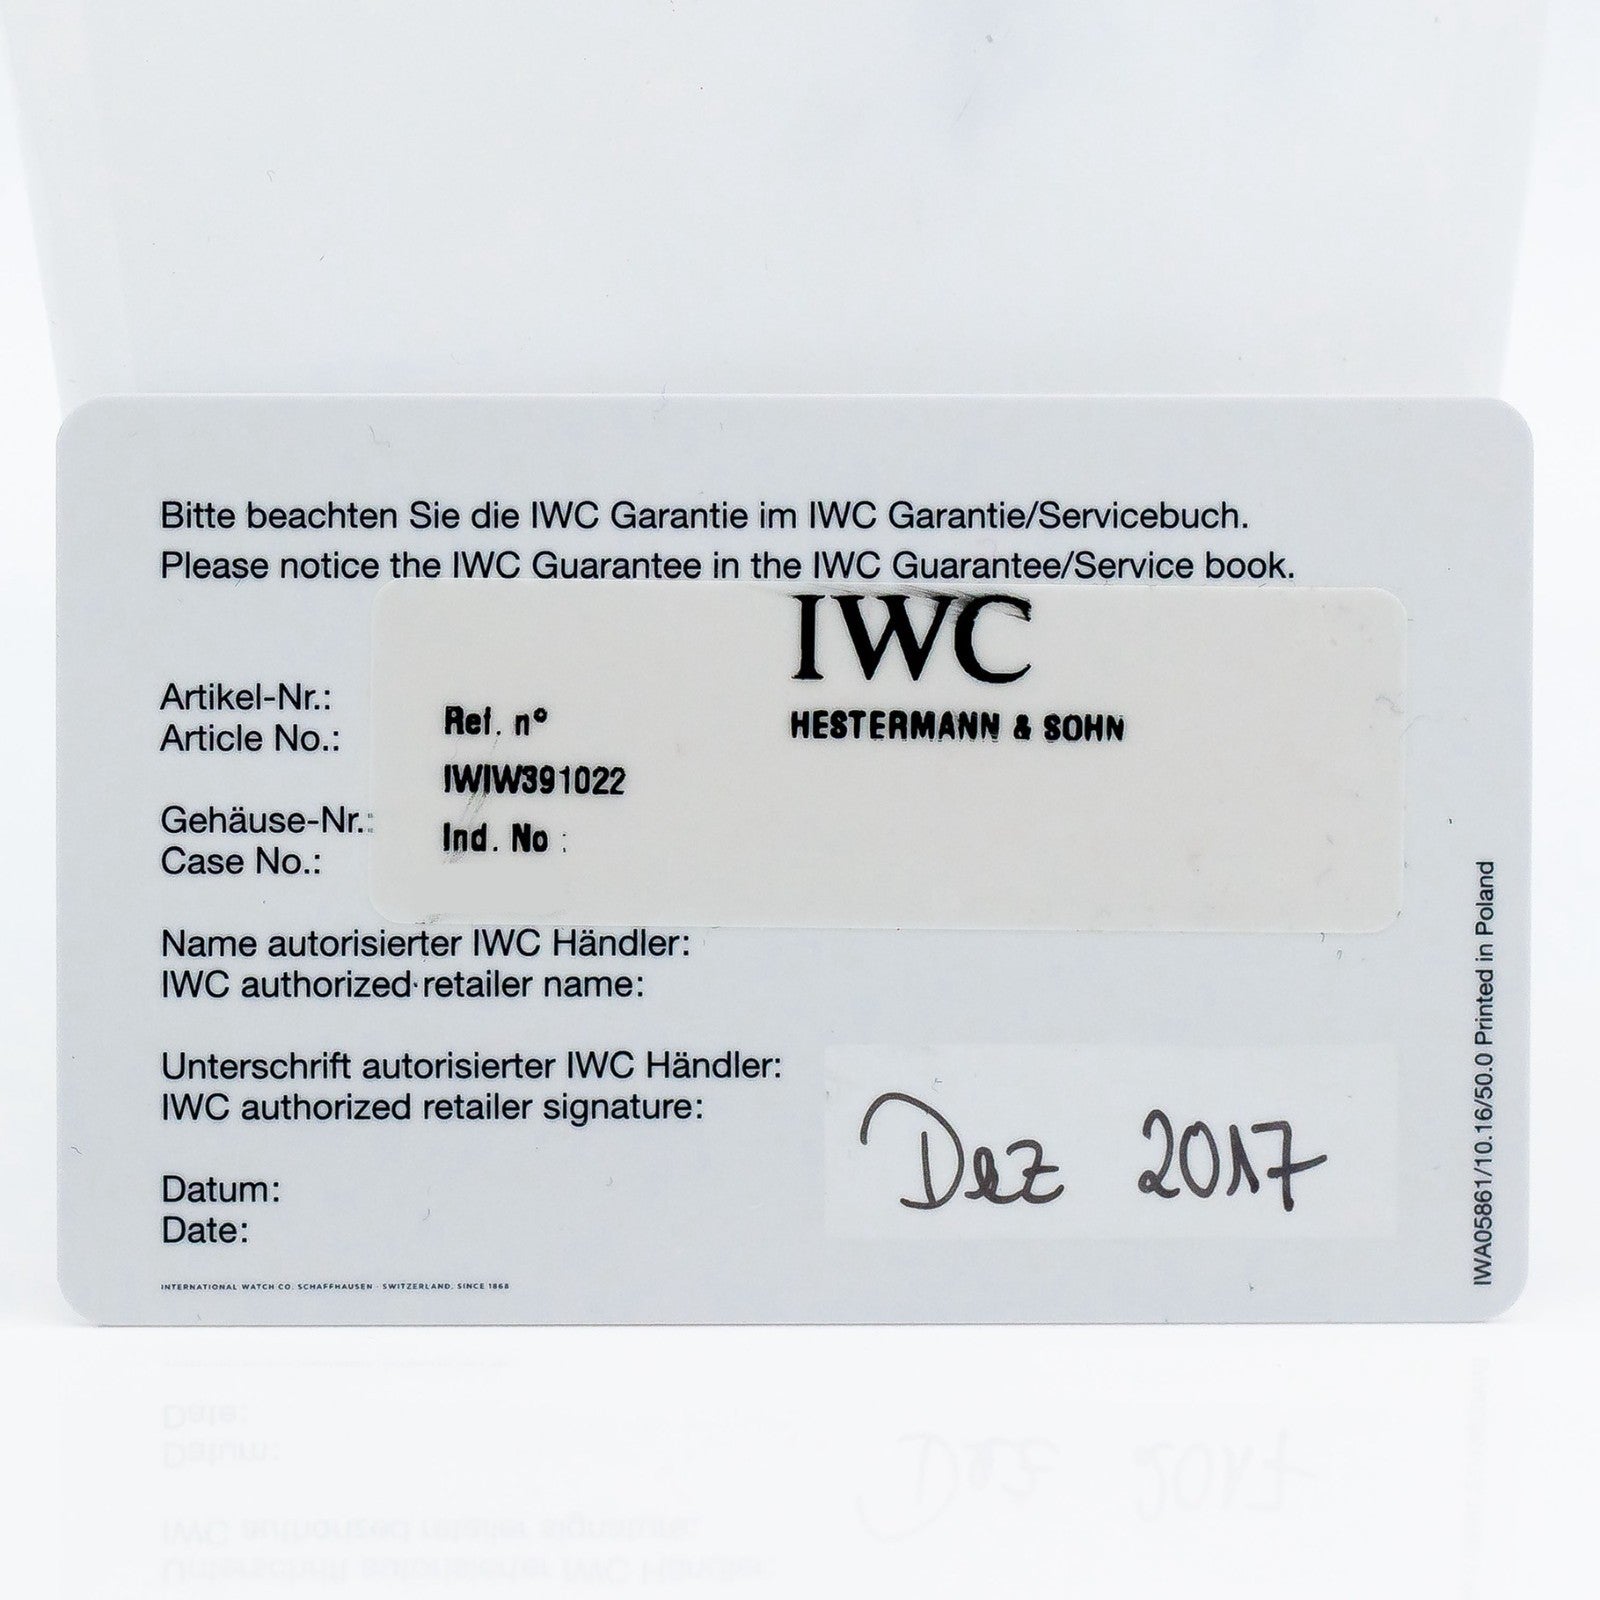 Bitte beachten Sie die IWC Garantie im IWC Garantie/Servicebuch.
Please notice the IWC Guarantee in the IWC Guarantee/Service book.
IWC
Artikel-Nr.:
Article No.:
Ref. n°
HESTERMANN & SOHN
IWIW391022
Gehäuse-Nr.:
Case No.:
Ind. No :
Name autorisierter IWC Händler:
IWC authorized retailer name:
Unterschrift autorisierter IWC Händler:
IWC authorized retailer signature:
Dez 2017
Datum:
Date:
INTERNATIONAL WATCH CO. SCHAFFHAUSEN · SWITZERLAND. SINCE 1868
IWA05861/10.16/50.0 Printed in Poland